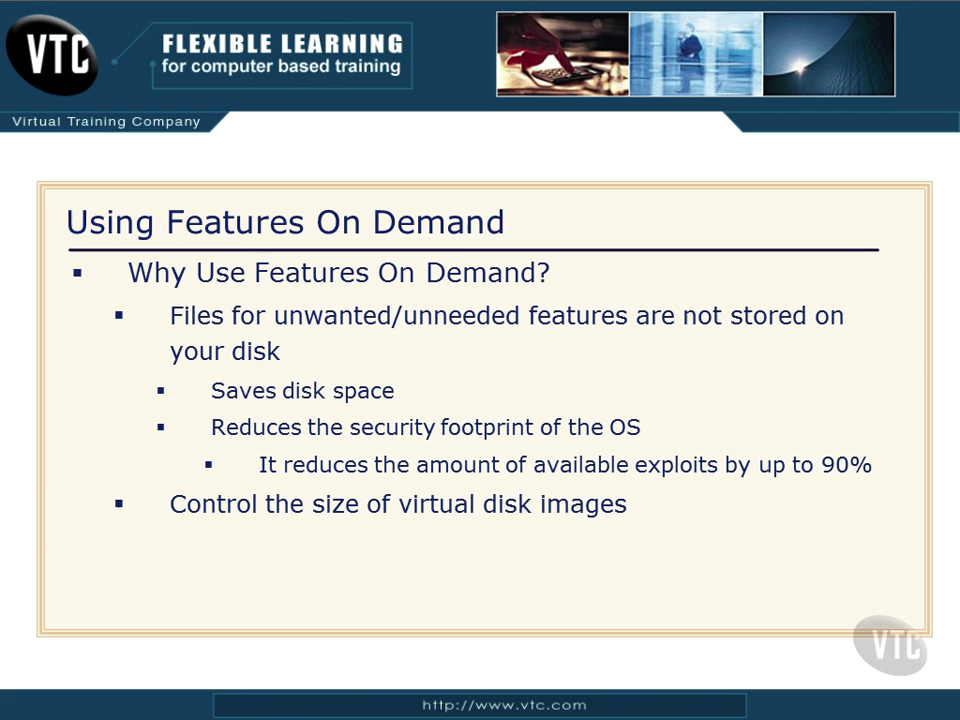 VTC
FLEXIBLE LEARNING
for computer based training
Virtual Training Company
Using Features On Demand
▪ Why Use Features On Demand?
▪ Files for unwanted/unneeded features are not stored on
your disk
▪ Saves disk space
▪ Reduces the security footprint of the OS
▪ It reduces the amount of available exploits by up to 90%
▪ Control the size of virtual disk images
VTC
http://www.vtc.com